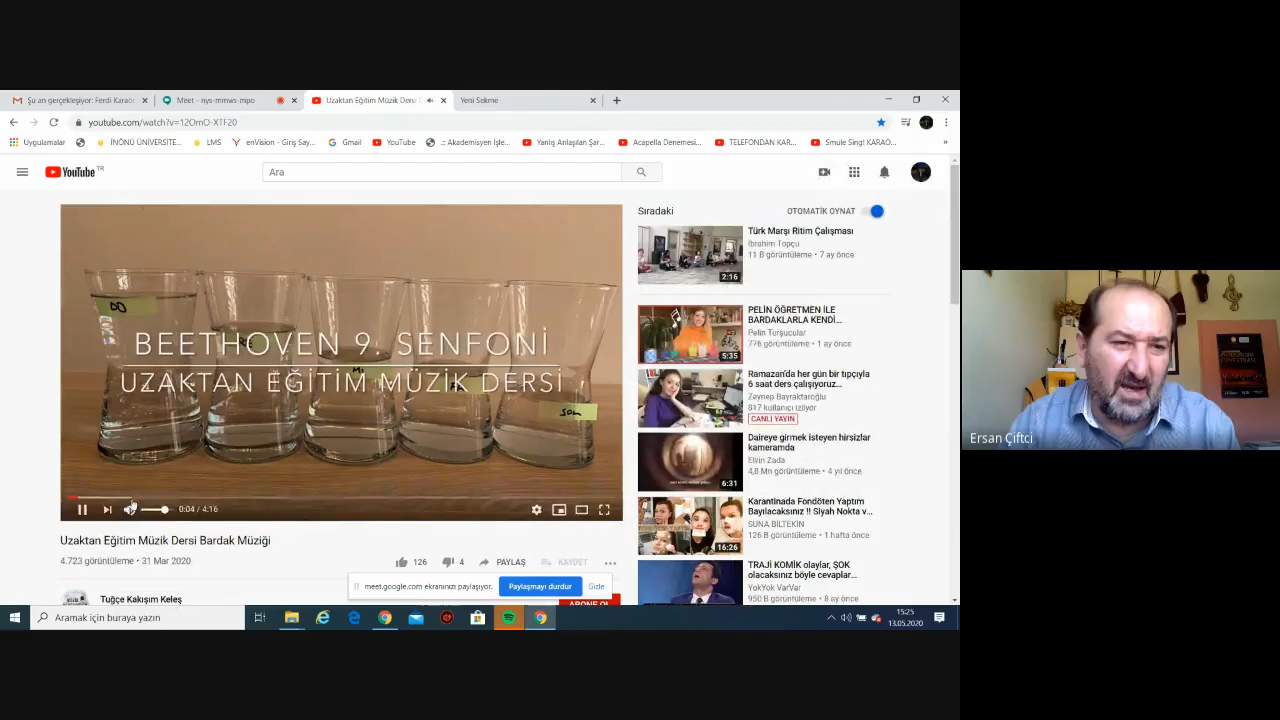 Şu an gerçekleşiyor: Ferdi Karaö
Meet - nys-mmws-mpo
Uzaktan Eğitim Müzik Dersi
Yeni Sekme
youtube.com/watch?v=12OmO-XTF20
Uygulamalar
İNÖNÜ ÜNİVERSİTE...
LMS
enVision - Giriş Say...
Gmail
YouTube
.:: Akademisyen İşle...
Yanlış Anlaşılan Şar...
Acapella Denemesi...
TELEFONDAN KAR...
Smule Sing! KARAO...
YouTube TR
Ara
DO
Mİ
SOL
BEETHOVEN 9. SENFONİ
UZAKTAN EĞİTİM MÜZİK DERSİ
0:04 / 4:16
Uzaktan Eğitim Müzik Dersi Bardak Müziği
4.723 görüntüleme • 31 Mar 2020
126
4
PAYLAŞ
KAYDET
meet.google.com ekranınızı paylaşıyor.
Paylaşmayı durdur
Gizle
Tuğçe Kakışım Keleş
ABONE OL
Sıradaki
OTOMATİK OYNAT
2:16
Türk Marşı Ritim Çalışması
İbrahim Topçu
11 B görüntüleme • 7 ay önce
5:35
PELİN ÖĞRETMEN İLE
BARDAKLARLA KENDİ...
Pelin Turşucular
776 görüntüleme • 1 ay önce
Ramazan'da her gün bir tıpçıyla
6 saat ders çalışıyoruz...
Zeynep Bayraktaroğlu
817 kullanıcı izliyor
CANLI YAYIN
6:31
Daireye girmek isteyen hirsizlar
kameramda
Elvin Zada
4,8 Mn görüntüleme • 4 yıl önce
16:26
Karantinada Fondöten Yaptım
Bayılacaksınız !! Siyah Nokta v...
SUNA BİLTEKİN
126 B görüntüleme • 1 hafta önce
TRAJİ KOMİK olaylar, ŞOK
olacaksınız böyle cevaplar...
YokYok VarVar
950 B görüntüleme • 8 ay önce
Aramak için buraya yazın
15:25
13.05.2020
Ersan Çiftci